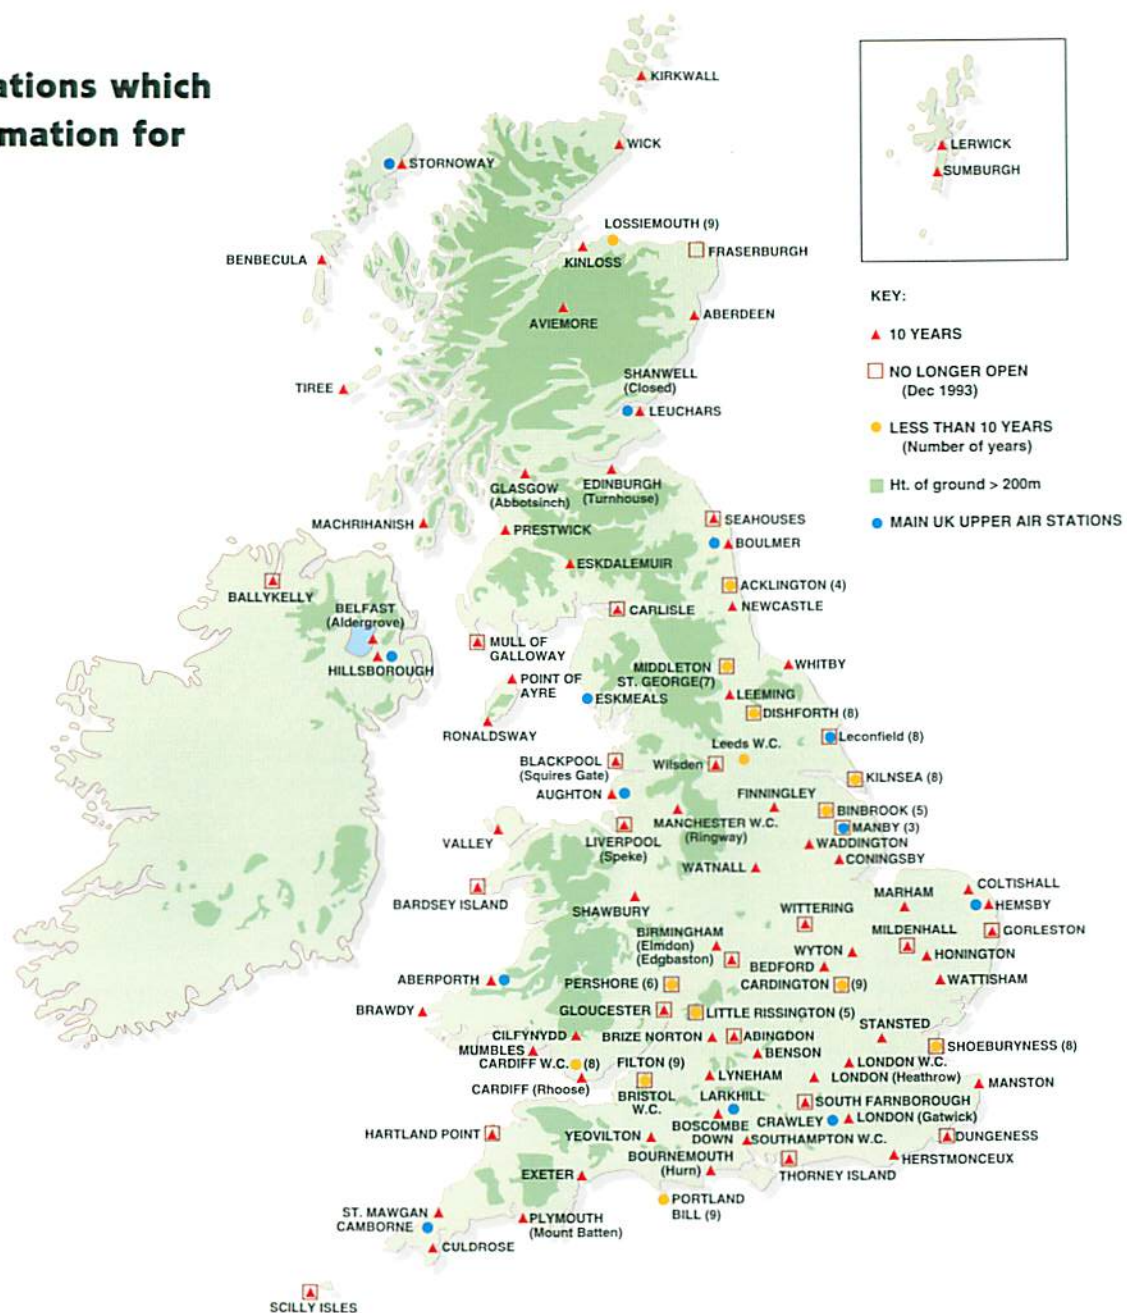 ations which
mation for
KIRKWALL
WICK
STORNOWAY
LERWICK
SUMBURGH
LOSSIEMOUTH (9)
FRASERBURGH
KINLOSS
BENBECULA
KEY:
10 YEARS
NO LONGER OPEN
(Dec 1993)
LESS THAN 10 YEARS
(Number of years)
Ht. of ground > 200m
MAIN UK UPPER AIR STATIONS
AVIEMORE
ABERDEEN
TIREE
SHANWELL
(Closed)
LEUCHARS
GLASGOW
(Abbotsinch)
EDINBURGH
(Turnhouse)
MACHRIHANISH
PRESTWICK
SEAHOUSES
BOULMER
ESKDALEMUIR
BALLYKELLY
ACKLINGTON (4)
NEWCASTLE
BELFAST
(Aldergrove)
HILLSBOROUGH
CARLISLE
MULL OF
GALLOWAY
MIDDLETON
ST. GEORGE(7)
WHITBY
POINT OF
AYRE
ESKMEALS
LEEMING
DISHFORTH (8)
RONALDSWAY
Leconfield (8)
Leeds W.C.
BLACKPOOL
(Squires Gate)
Wilsden
KILNSEA (8)
AUGHTON
FINNINGLEY
MANCHESTER W.C.
(Ringway)
BINBROOK (5)
MANBY (3)
VALLEY
LIVERPOOL
(Speke)
WADDINGTON
CONINGSBY
WATNALL
BARDSEY ISLAND
SHAWBURY
MARHAM
COLTISHALL
HEMSBY
WITTERING
GORLESTON
BIRMINGHAM
(Elmdon)
(Edgbaston)
MILDENHALL
WYTON
HONINGTON
BEDFORD
ABERPORTH
PERSHORE (6)
CARDINGTON (9)
WATTISHAM
BRAWDY
GLOUCESTER
LITTLE RISSINGTON (5)
STANSTED
CILFYNYDD
BRIZE NORTON
ABINGDON
SHOEBURYNESS (8)
MUMBLES
BENSON
CARDIFF W.C. (8)
FILTON (9)
LONDON W.C.
CARDIFF (Rhoose)
LYNEHAM
LONDON (Heathrow)
MANSTON
BRISTOL
W.C.
LARKHILL
SOUTH FARNBOROUGH
CRAWLEY
LONDON (Gatwick)
HARTLAND POINT
YEOVILTON
BOSCOMBE
DOWN
SOUTHAMPTON W.C.
DUNGENESS
BOURNEMOUTH
(Hurn)
HERSTMONCEUX
EXETER
THORNEY ISLAND
PORTLAND
BILL (9)
ST. MAWGAN
CAMBORNE
PLYMOUTH
(Mount Batten)
CULDROSE
SCILLY ISLES